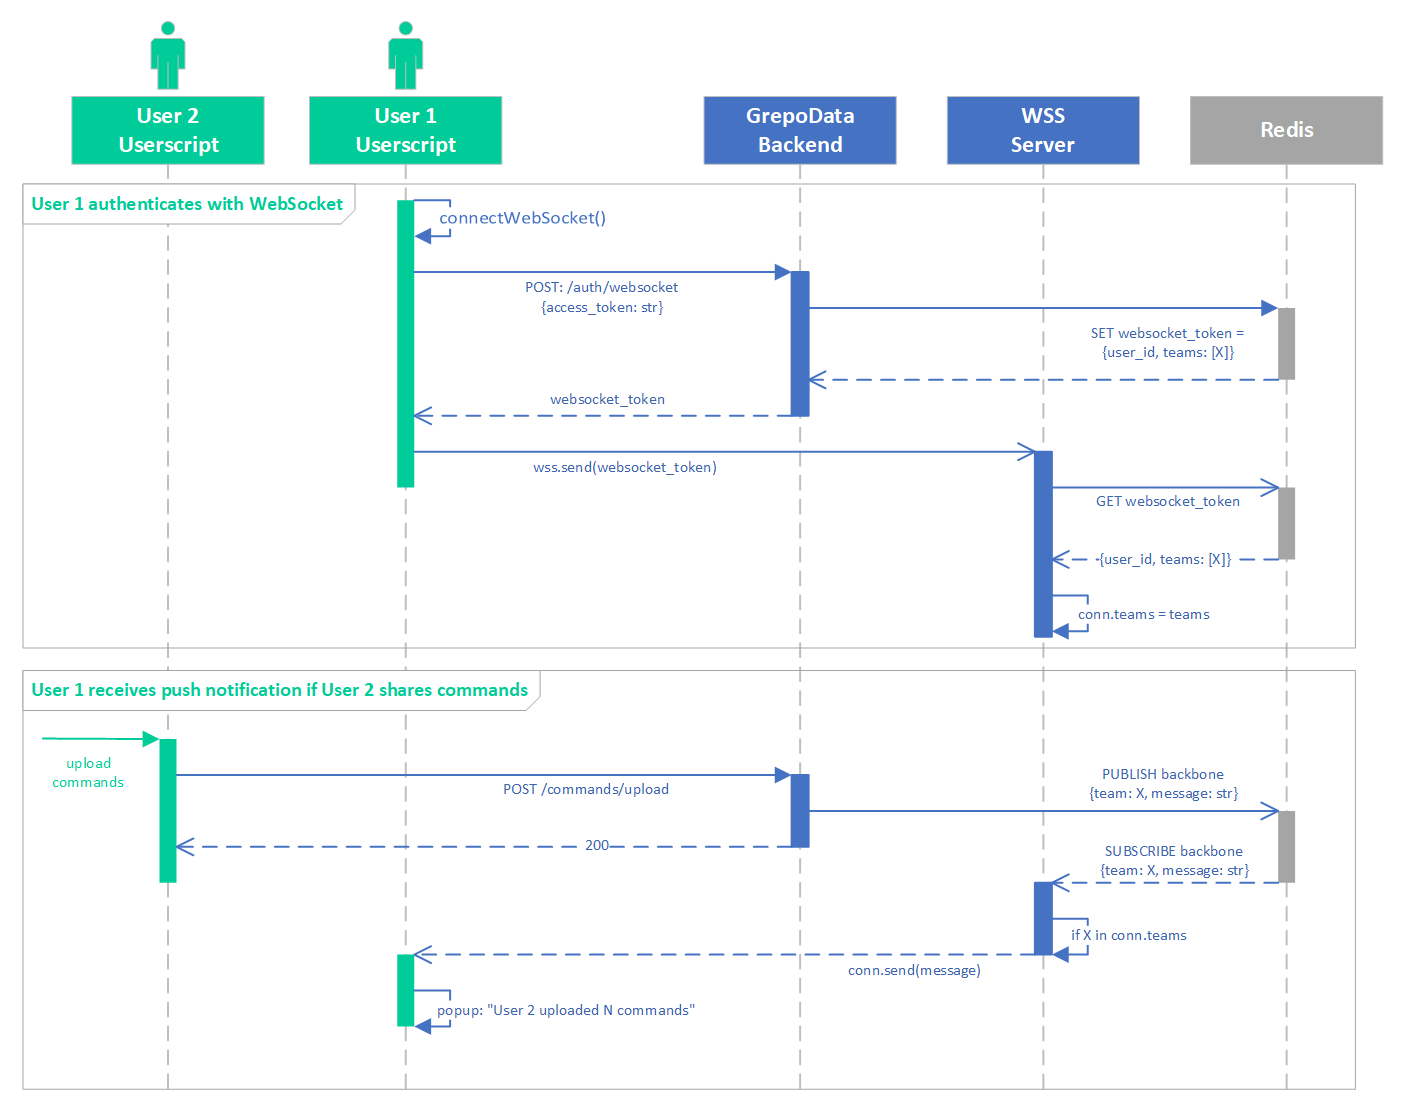 User 2
Userscript
User 1
Userscript
GrepoData
Backend
WSS
Server
Redis
User 1 authenticates with WebSocket
connectWebSocket()
POST: /auth/websocket
{access_token: str}
SET websocket_token =
{user_id, teams: [X]}
websocket_token
wss.send(websocket_token)
GET websocket_token
{user_id, teams: [X]}
conn.teams = teams
User 1 receives push notification if User 2 shares commands
upload
commands
POST /commands/upload
PUBLISH backbone
{team: X, message: str}
200
SUBSCRIBE backbone
{team: X, message: str}
if X in conn.teams
conn.send(message)
popup: "User 2 uploaded N commands"